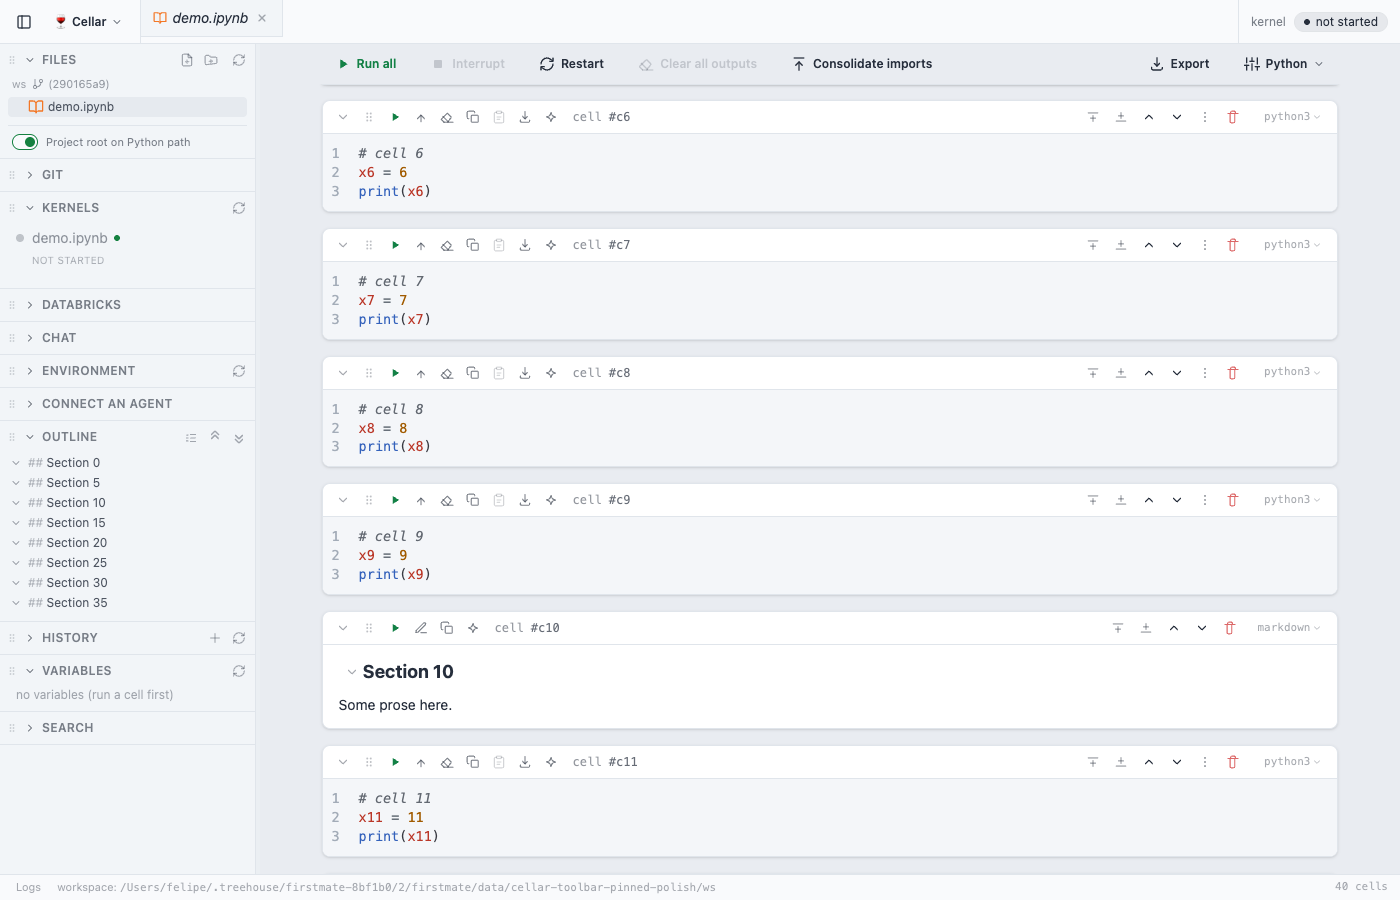 Cellar
demo.ipynb
kernel
not started
FILES
ws (290165a9)
demo.ipynb
Project root on Python path
GIT
KERNELS
demo.ipynb
NOT STARTED
DATABRICKS
CHAT
ENVIRONMENT
CONNECT AN AGENT
OUTLINE
## Section 0
## Section 5
## Section 10
## Section 15
## Section 20
## Section 25
## Section 30
## Section 35
HISTORY
VARIABLES
no variables (run a cell first)
SEARCH
Run all Interrupt Restart Clear all outputs Consolidate imports Export Python
cell #c6 python3
1 # cell 6
2 x6 = 6
3 print(x6)
cell #c7 python3
1 # cell 7
2 x7 = 7
3 print(x7)
cell #c8 python3
1 # cell 8
2 x8 = 8
3 print(x8)
cell #c9 python3
1 # cell 9
2 x9 = 9
3 print(x9)
cell #c10 markdown
Section 10
Some prose here.
cell #c11 python3
1 # cell 11
2 x11 = 11
3 print(x11)
Logs workspace: /Users/felipe/.treehouse/firstmate-8bf1b0/2/firstmate/data/cellar-toolbar-pinned-polish/ws 40 cells